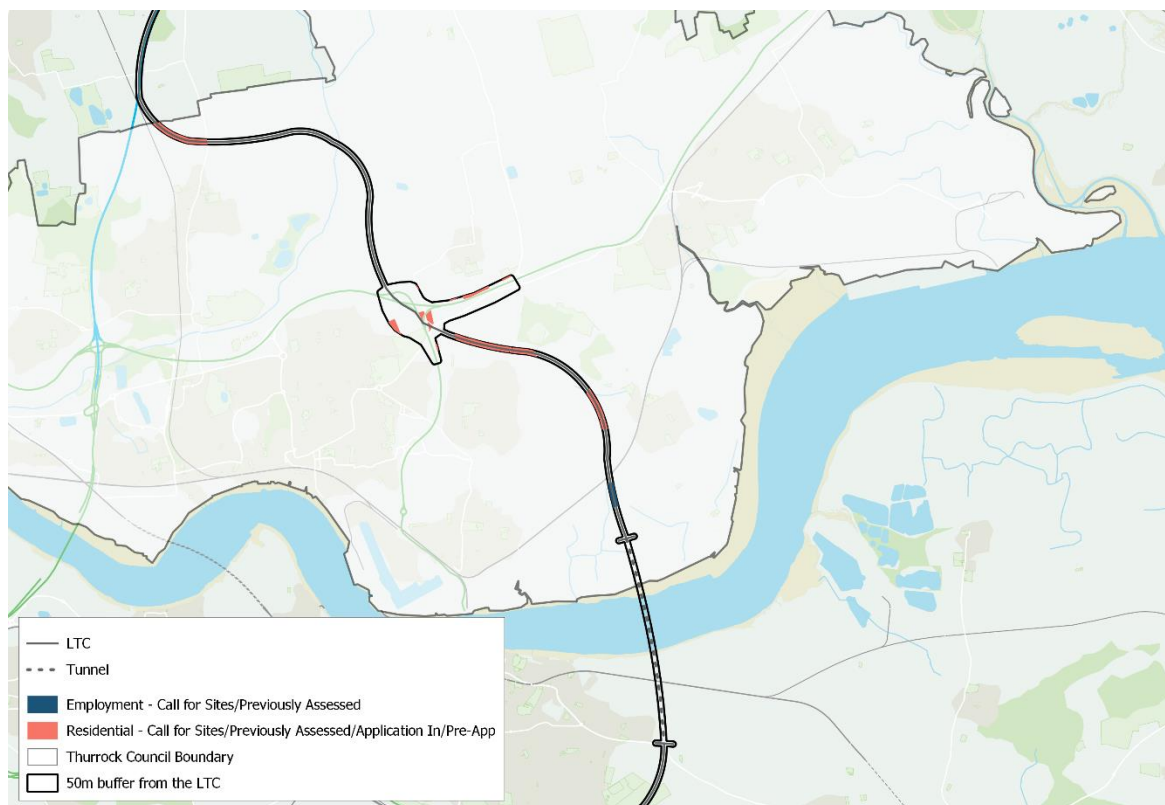 LTC
Tunnel
Employment - Call for Sites/Previously Assessed
Residential - Call for Sites/Previously Assessed/Application In/Pre-App
Thurrock Council Boundary
50m buffer from the LTC